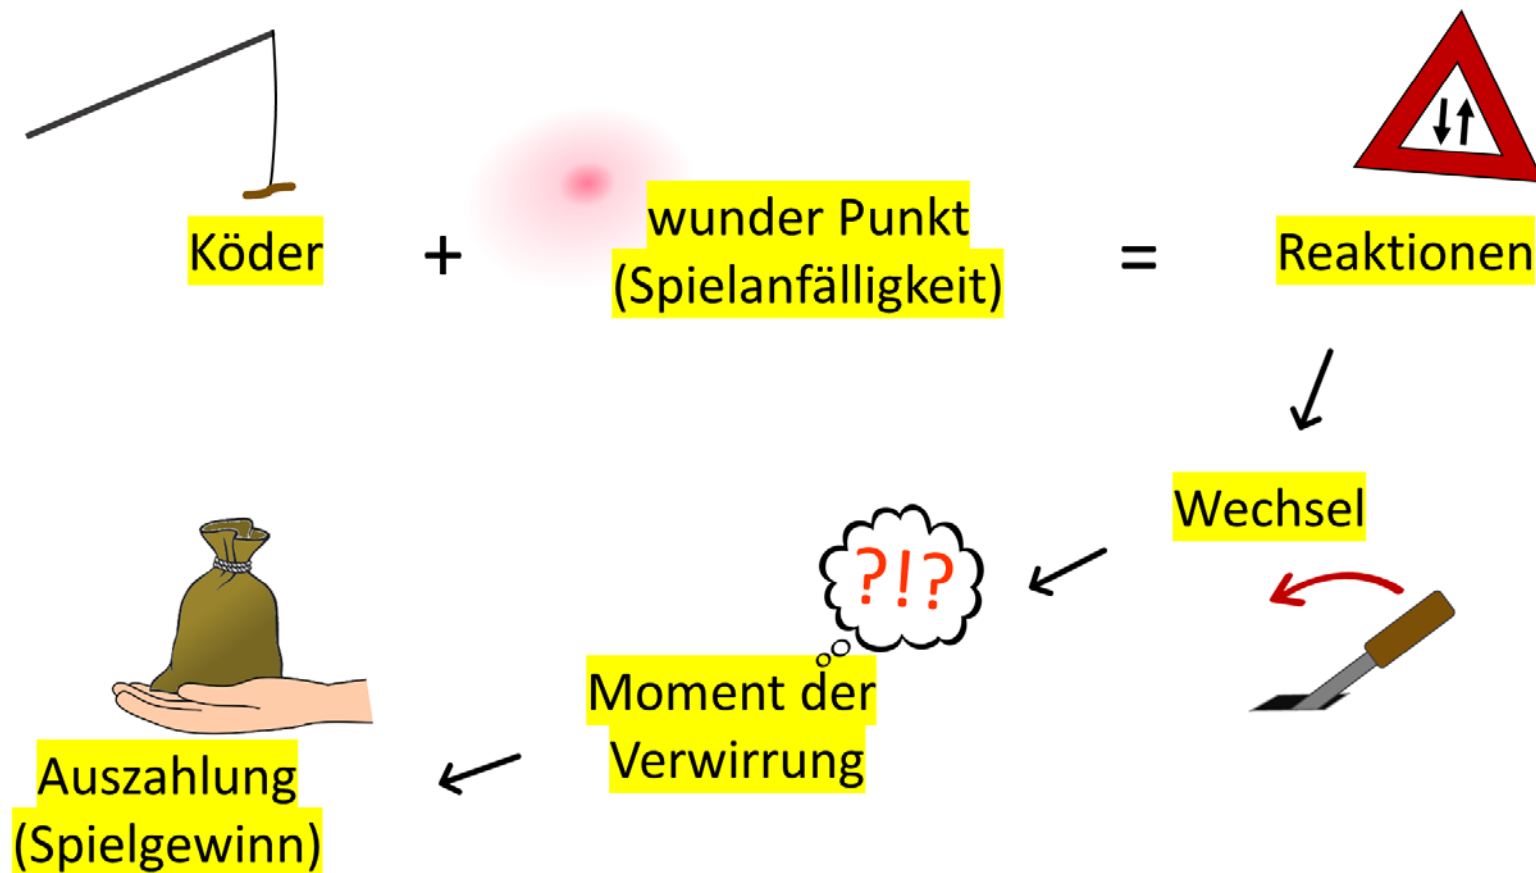 Köder
+
wunder Punkt
(Spielanfälligkeit)
=
Reaktionen
Wechsel
?!?
Moment der
Verwirrung
Auszahlung
(Spielgewinn)